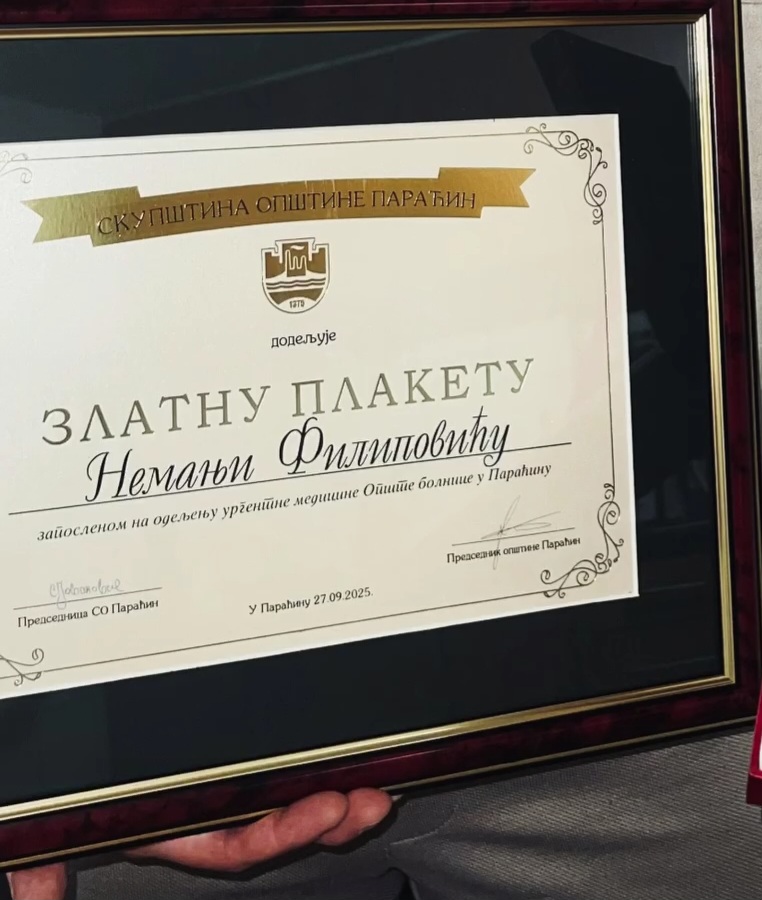 СКУПШТИНА ОПШТИНЕ ПАРАЋИН
1375
додељује
ЗЛАТНУ ПЛАКЕТУ
Немањи Филиповићу
запосленом на одељењу ургентне медицине Опште болнице у Параћину
Председник општине Параћин
Председница СО Параћин
У Параћину 27.09.2025.